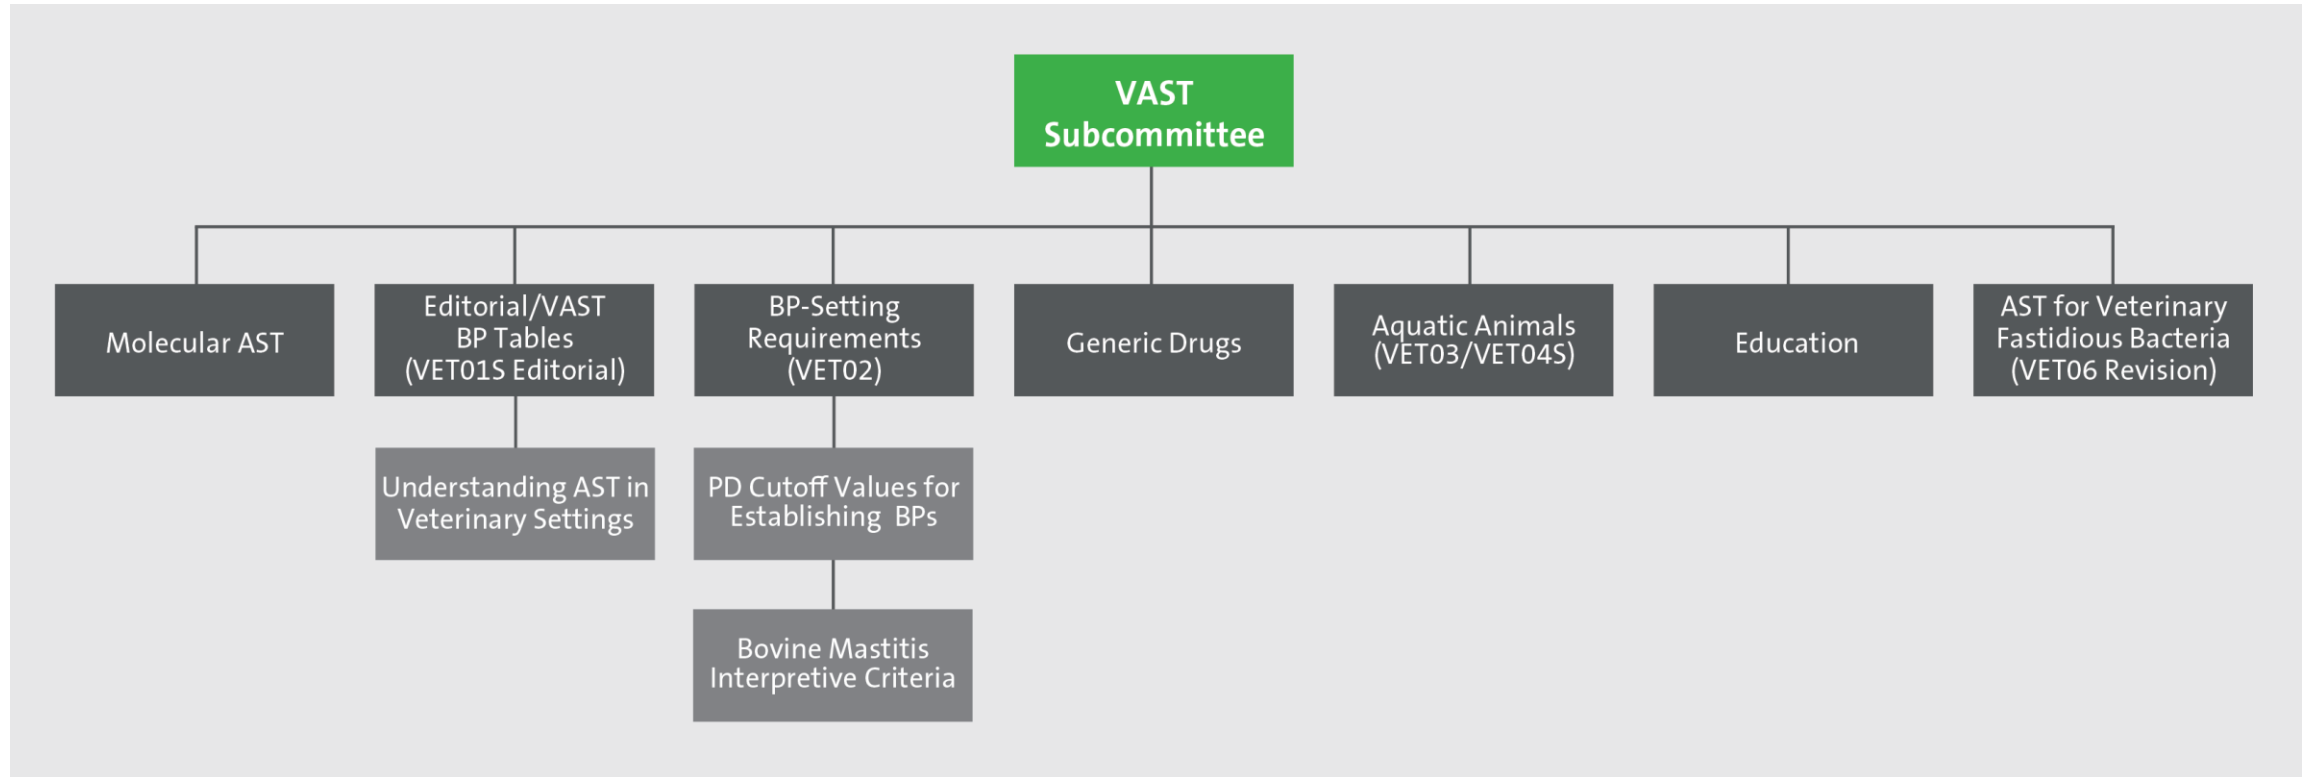 VAST
Subcommittee
Molecular AST
Editorial/VAST
BP Tables
(VET01S Editorial)
BP-Setting
Requirements
(VET02)
Generic Drugs
Aquatic Animals
(VET03/VET04S)
Education
AST for Veterinary
Fastidious Bacteria
(VET06 Revision)
Understanding AST in
Veterinary Settings
PD Cutoff Values for
Establishing BPs
Bovine Mastitis
Interpretive Criteria